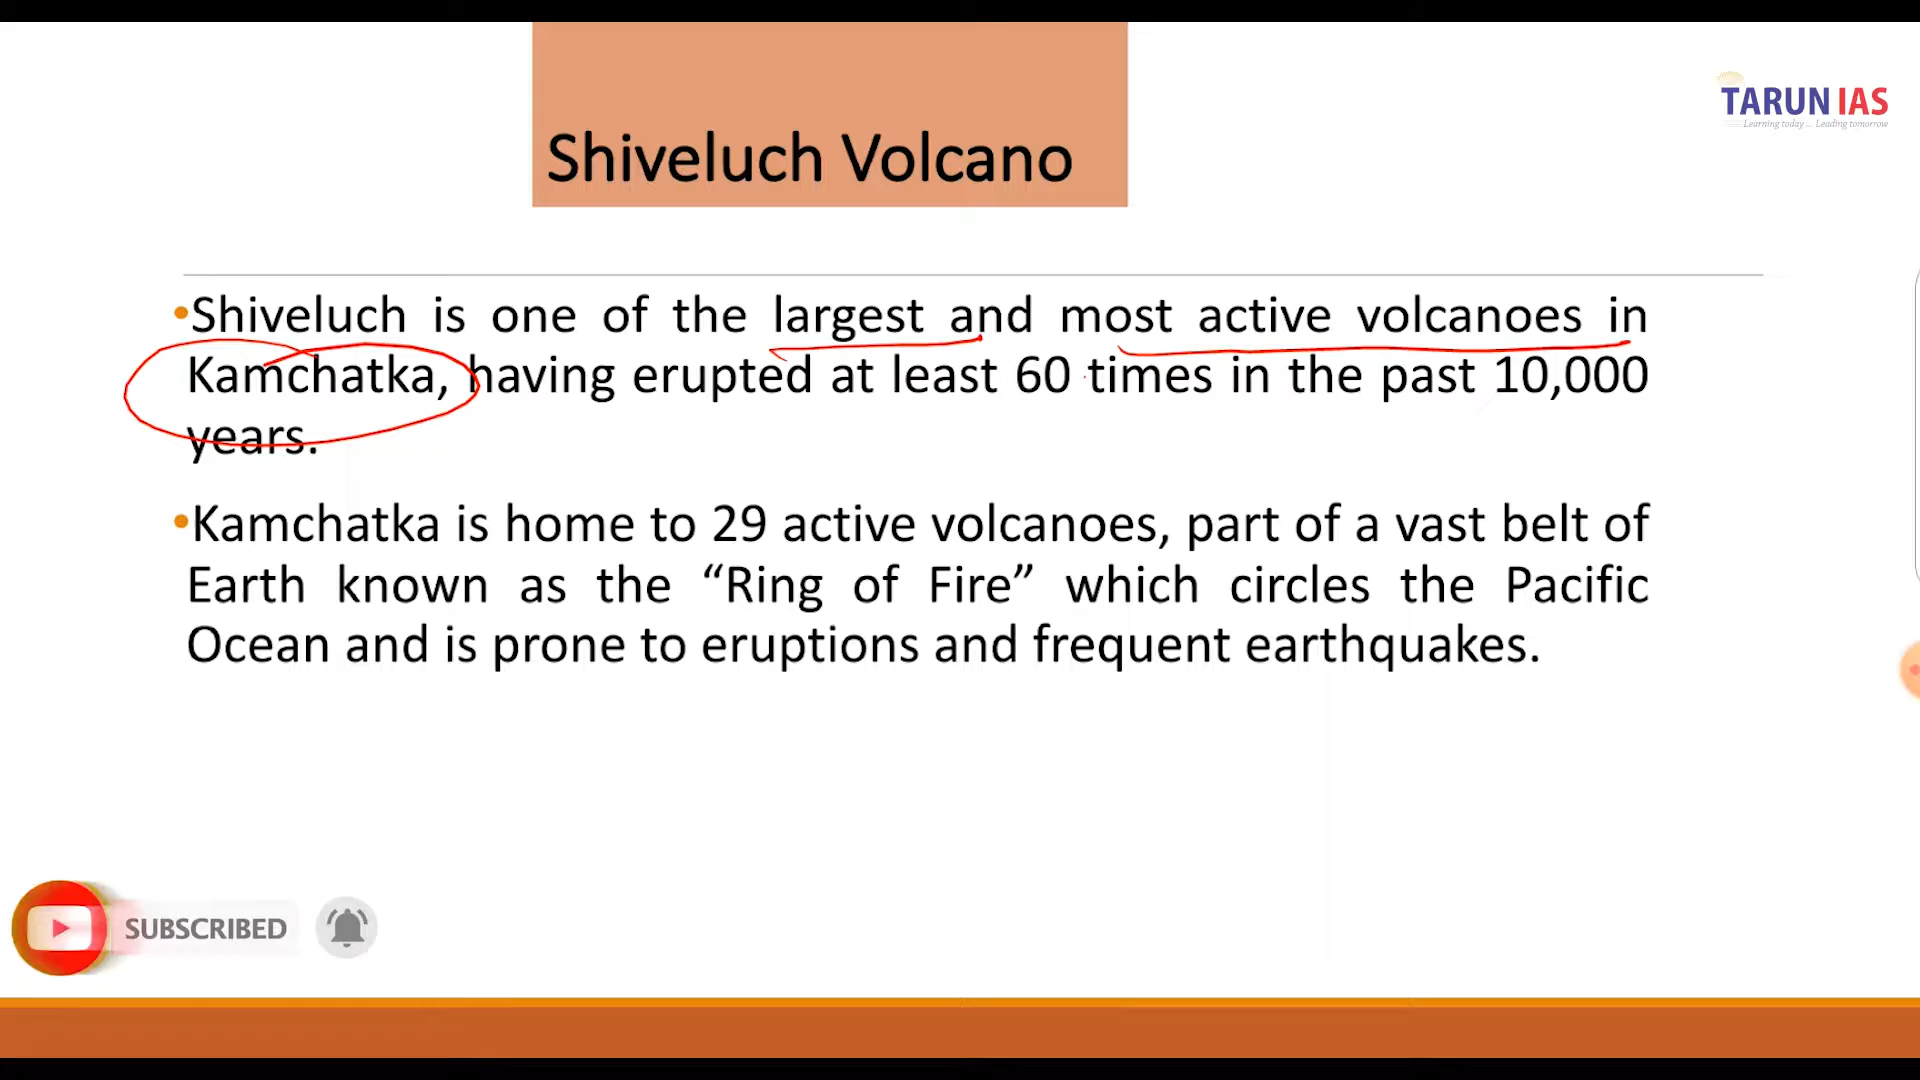 TARUN IAS
Learning today... Leading tomorrow
Shiveluch Volcano
•Shiveluch is one of the largest and most active volcanoes in
Kamchatka, having erupted at least 60 times in the past 10,000
years.
•Kamchatka is home to 29 active volcanoes, part of a vast belt of
Earth known as the “Ring of Fire” which circles the Pacific
Ocean and is prone to eruptions and frequent earthquakes.
SUBSCRIBED